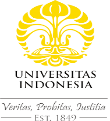 UNIVERSITAS
INDONESIA
Veritas, Probitas, Iustitia
EST. 1849